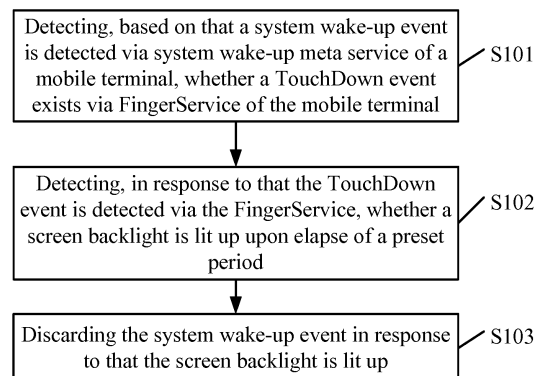 Detecting, based on that a system wake-up event
is detected via system wake-up meta service of a
mobile terminal, whether a TouchDown event
exists via FingerService of the mobile terminal
S101
Detecting, in response to that the TouchDown
event is detected via the FingerService, whether a
screen backlight is lit up upon elapse of a preset
period
S102
Discarding the system wake-up event in response
to that the screen backlight is lit up
S103